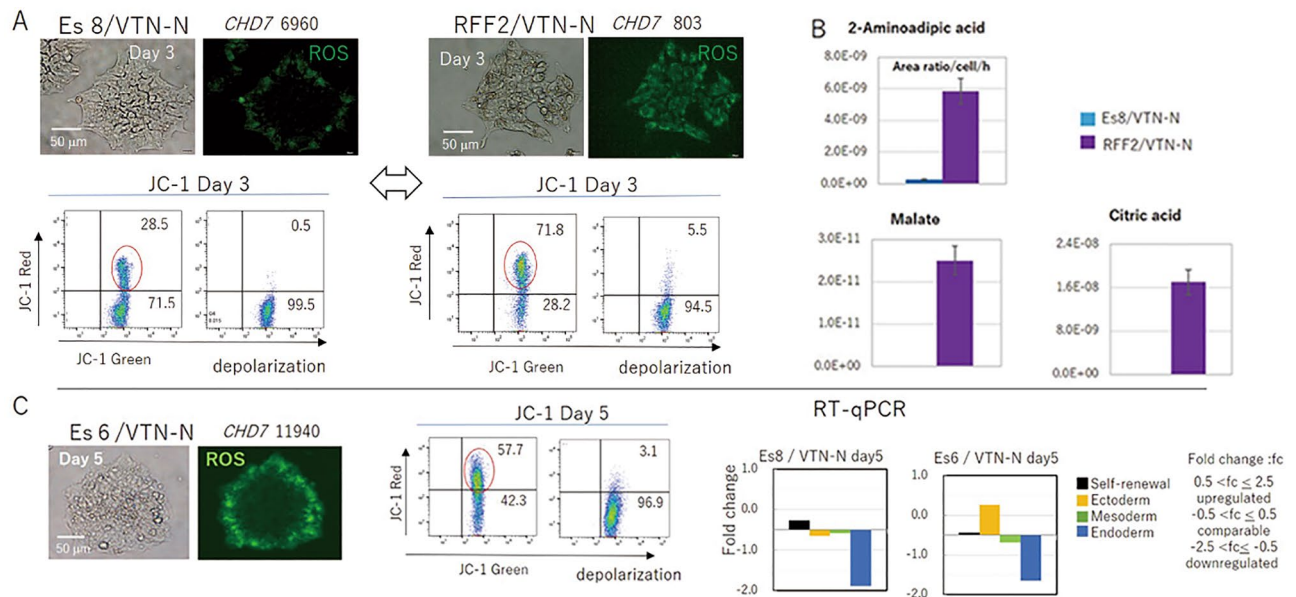 A
Es 8/VTN-N
CHD7 6960
Day 3
ROS
50 μm
RFF2/VTN-N
CHD7 803
Day 3
ROS
50 μm
JC-1 Day 3
JC-1 Red
28.5
71.5
0.5
99.5
JC-1 Green
depolarization
JC-1 Day 3
JC-1 Red
71.8
28.2
5.5
94.5
JC-1 Green
depolarization
B
2-Aminoadipic acid
Area ratio/cell/h
8.0E-09
6.0E-09
4.0E-09
2.0E-09
0.0E+00
Es8/VTN-N
RFF2/VTN-N
Malate
3.0E-11
2.0E-11
1.0E-11
0.0E+00
Citric acid
2.4E-08
1.6E-08
8.0E-09
0.0E+00
C
Es 6 /VTN-N
CHD7 11940
Day 5
ROS
50 μm
JC-1 Day 5
JC-1 Red
57.7
42.3
3.1
96.9
JC-1 Green
depolarization
RT-qPCR
Es8 / VTN-N day5
Fold change
1.0
0.0
-1.0
-2.0
Es6 / VTN-N day5
1.0
0.0
-1.0
-2.0
Self-renewal
Ectoderm
Mesoderm
Endoderm
Fold change :fc
0.5 <fc ≤ 2.5
upregulated
-0.5 <fc ≤ 0.5
comparable
-2.5 <fc≤ -0.5
downregulated